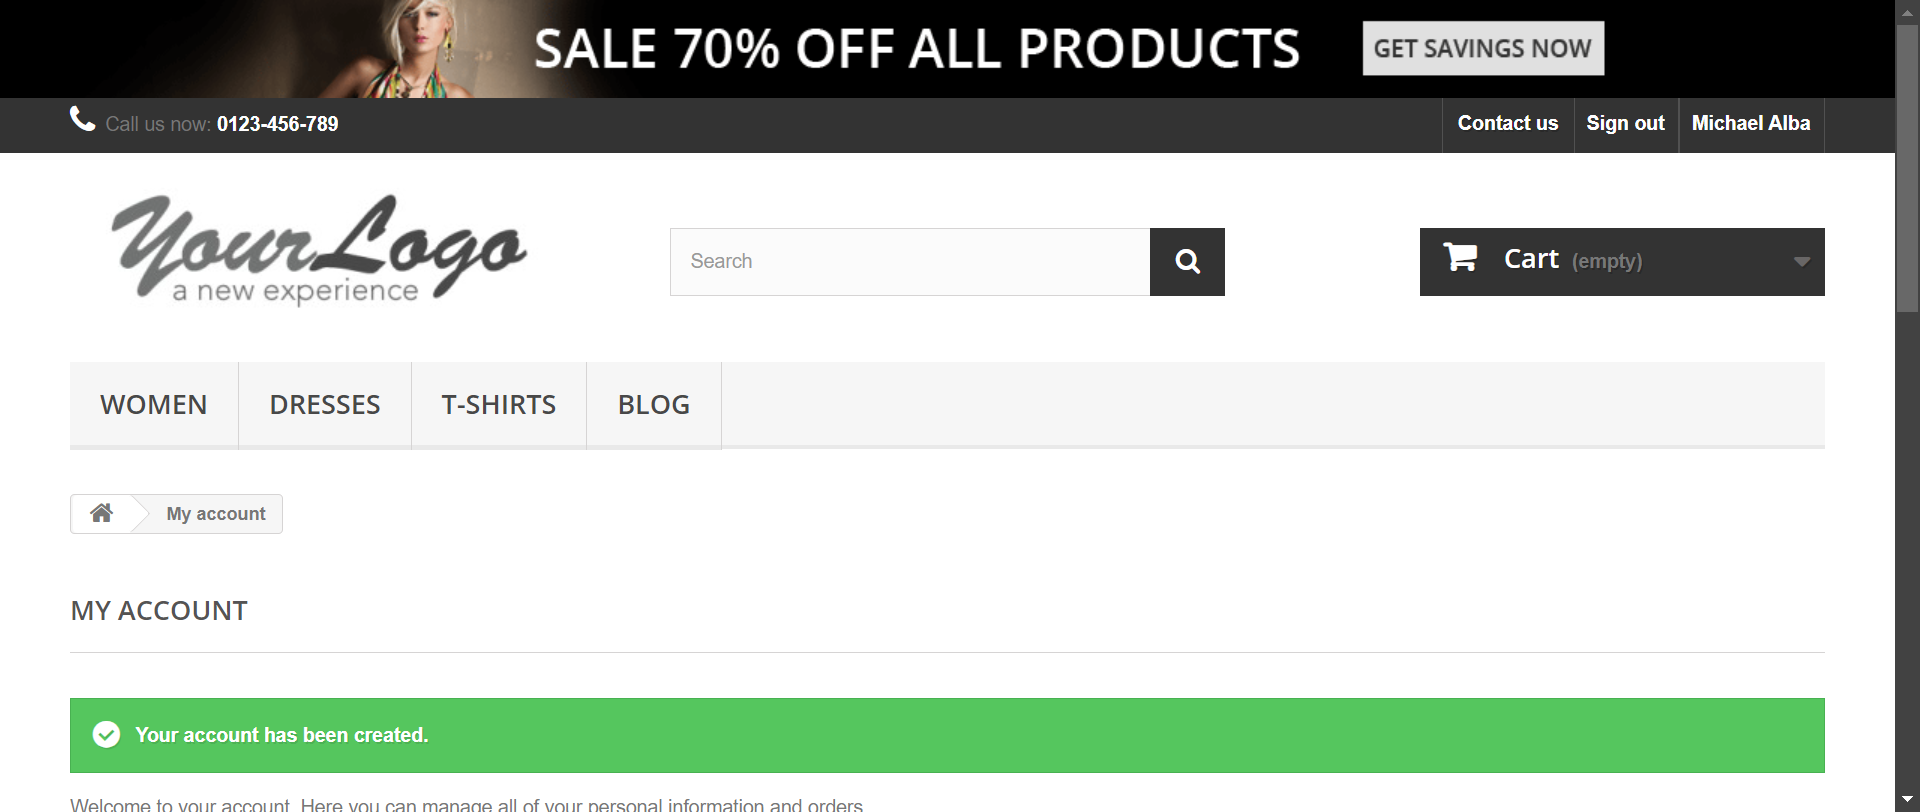 SALE 70% OFF ALL PRODUCTS
GET SAVINGS NOW
Call us now: 0123-456-789
Contact us
Sign out
Michael Alba
YourLogo
a new experience
Search
Cart (empty)
WOMEN
DRESSES
T-SHIRTS
BLOG
My account
MY ACCOUNT
Your account has been created.
Welcome to your account. Here you can manage all of your personal information and orders.